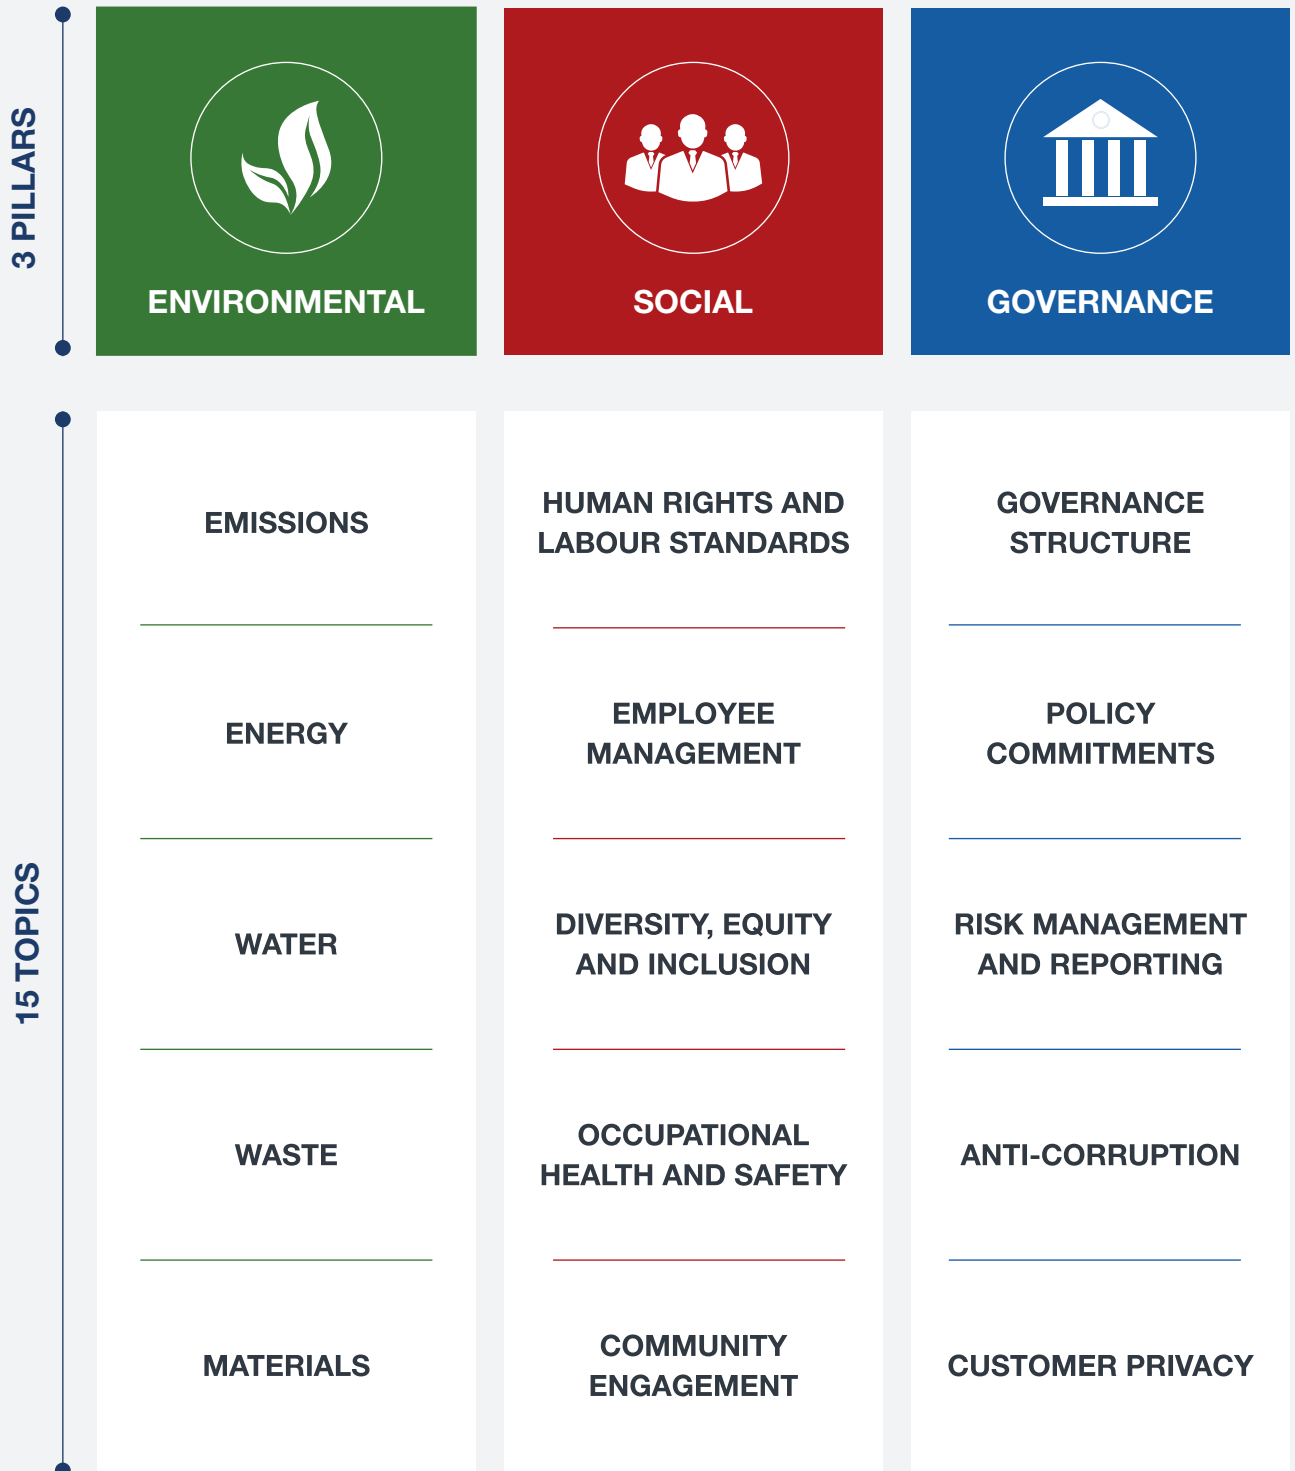 3 PILLARS
ENVIRONMENTAL
SOCIAL
GOVERNANCE
15 TOPICS
EMISSIONS
ENERGY
WATER
WASTE
MATERIALS
HUMAN RIGHTS AND
LABOUR STANDARDS
EMPLOYEE
MANAGEMENT
DIVERSITY, EQUITY
AND INCLUSION
OCCUPATIONAL
HEALTH AND SAFETY
COMMUNITY
ENGAGEMENT
GOVERNANCE
STRUCTURE
POLICY
COMMITMENTS
RISK MANAGEMENT
AND REPORTING
ANTI-CORRUPTION
CUSTOMER PRIVACY